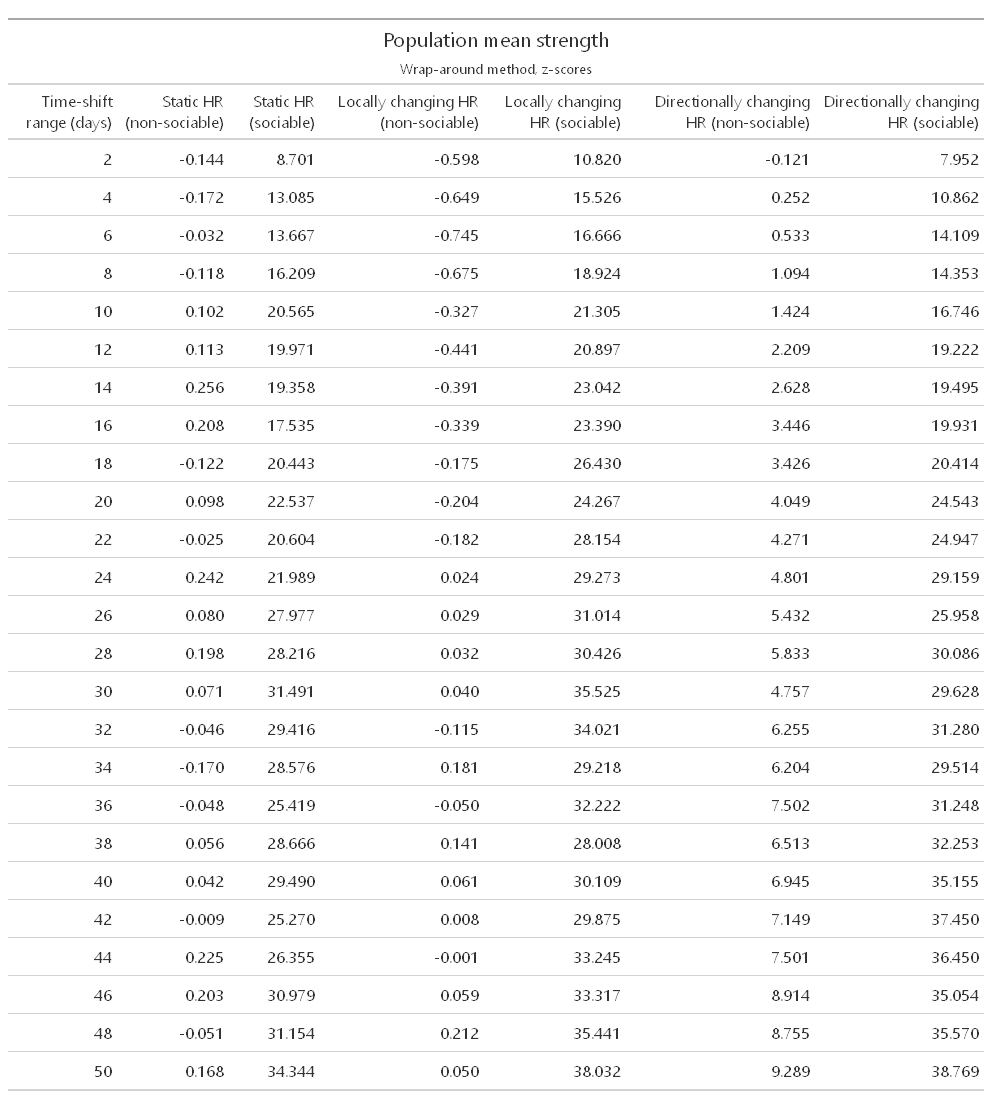 Population mean strength
Wrap-around method, z-scores
Time-shift Static HR Static HR Locally changing HR Locally changing Directionally changing Directionally changing
range (days) (non-sociable) (sociable) (non-sociable) HR (sociable) HR (non-sociable) HR (sociable)
2 -0.144 8.701 -0.598 10.820 -0.121 7.952
4 -0.172 13.085 -0.649 15.526 0.252 10.862
6 -0.032 13.667 -0.745 16.666 0.533 14.109
8 -0.118 16.209 -0.675 18.924 1.094 14.353
10 0.102 20.565 -0.327 21.305 1.424 16.746
12 0.113 19.971 -0.441 20.897 2.209 19.222
14 0.256 19.358 -0.391 23.042 2.628 19.495
16 0.208 17.535 -0.339 23.390 3.446 19.931
18 -0.122 20.443 -0.175 26.430 3.426 20.414
20 0.098 22.537 -0.204 24.267 4.049 24.543
22 -0.025 20.604 -0.182 28.154 4.271 24.947
24 0.242 21.989 0.024 29.273 4.801 29.159
26 0.080 27.977 0.029 31.014 5.432 25.958
28 0.198 28.216 0.032 30.426 5.833 30.086
30 0.071 31.491 0.040 35.525 4.757 29.628
32 -0.046 29.416 -0.115 34.021 6.255 31.280
34 -0.170 28.576 0.181 29.218 6.204 29.514
36 -0.048 25.419 -0.050 32.222 7.502 31.248
38 0.056 28.666 0.141 28.008 6.513 32.253
40 0.042 29.490 0.061 30.109 6.945 35.155
42 -0.009 25.270 0.008 29.875 7.149 37.450
44 0.225 26.355 -0.001 33.245 7.501 36.450
46 0.203 30.979 0.059 33.317 8.914 35.054
48 -0.051 31.154 0.212 35.441 8.755 35.570
50 0.168 34.344 0.050 38.032 9.289 38.769